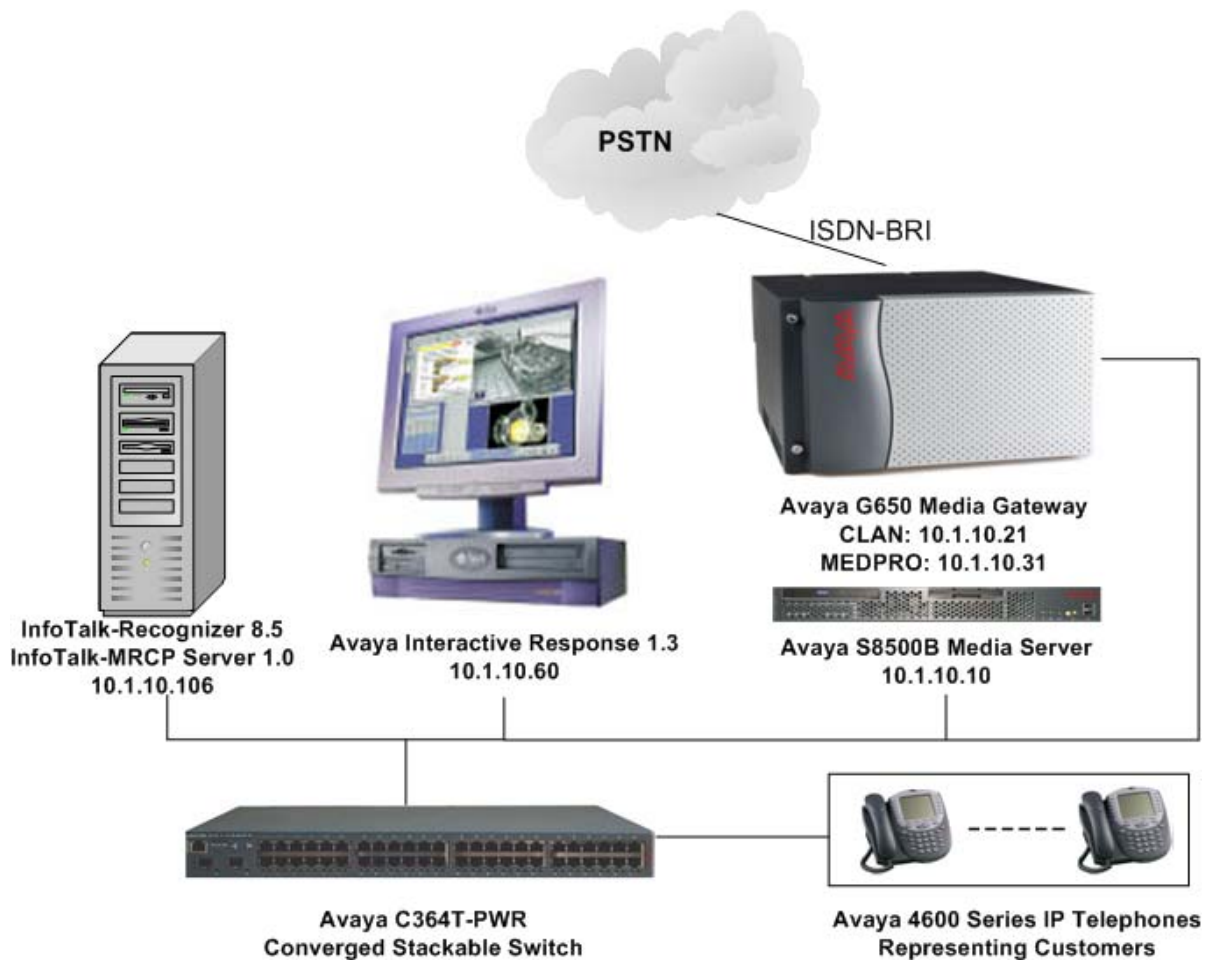 PSTN
ISDN-BRI
AVAYA
Avaya G650 Media Gateway
CLAN: 10.1.10.21
MEDPRO: 10.1.10.31
InfoTalk-Recognizer 8.5
InfoTalk-MRCP Server 1.0
10.1.10.106
Avaya Interactive Response 1.3
10.1.10.60
Avaya S8500B Media Server
10.1.10.10
Avaya C364T-PWR
Converged Stackable Switch
Avaya 4600 Series IP Telephones
Representing Customers